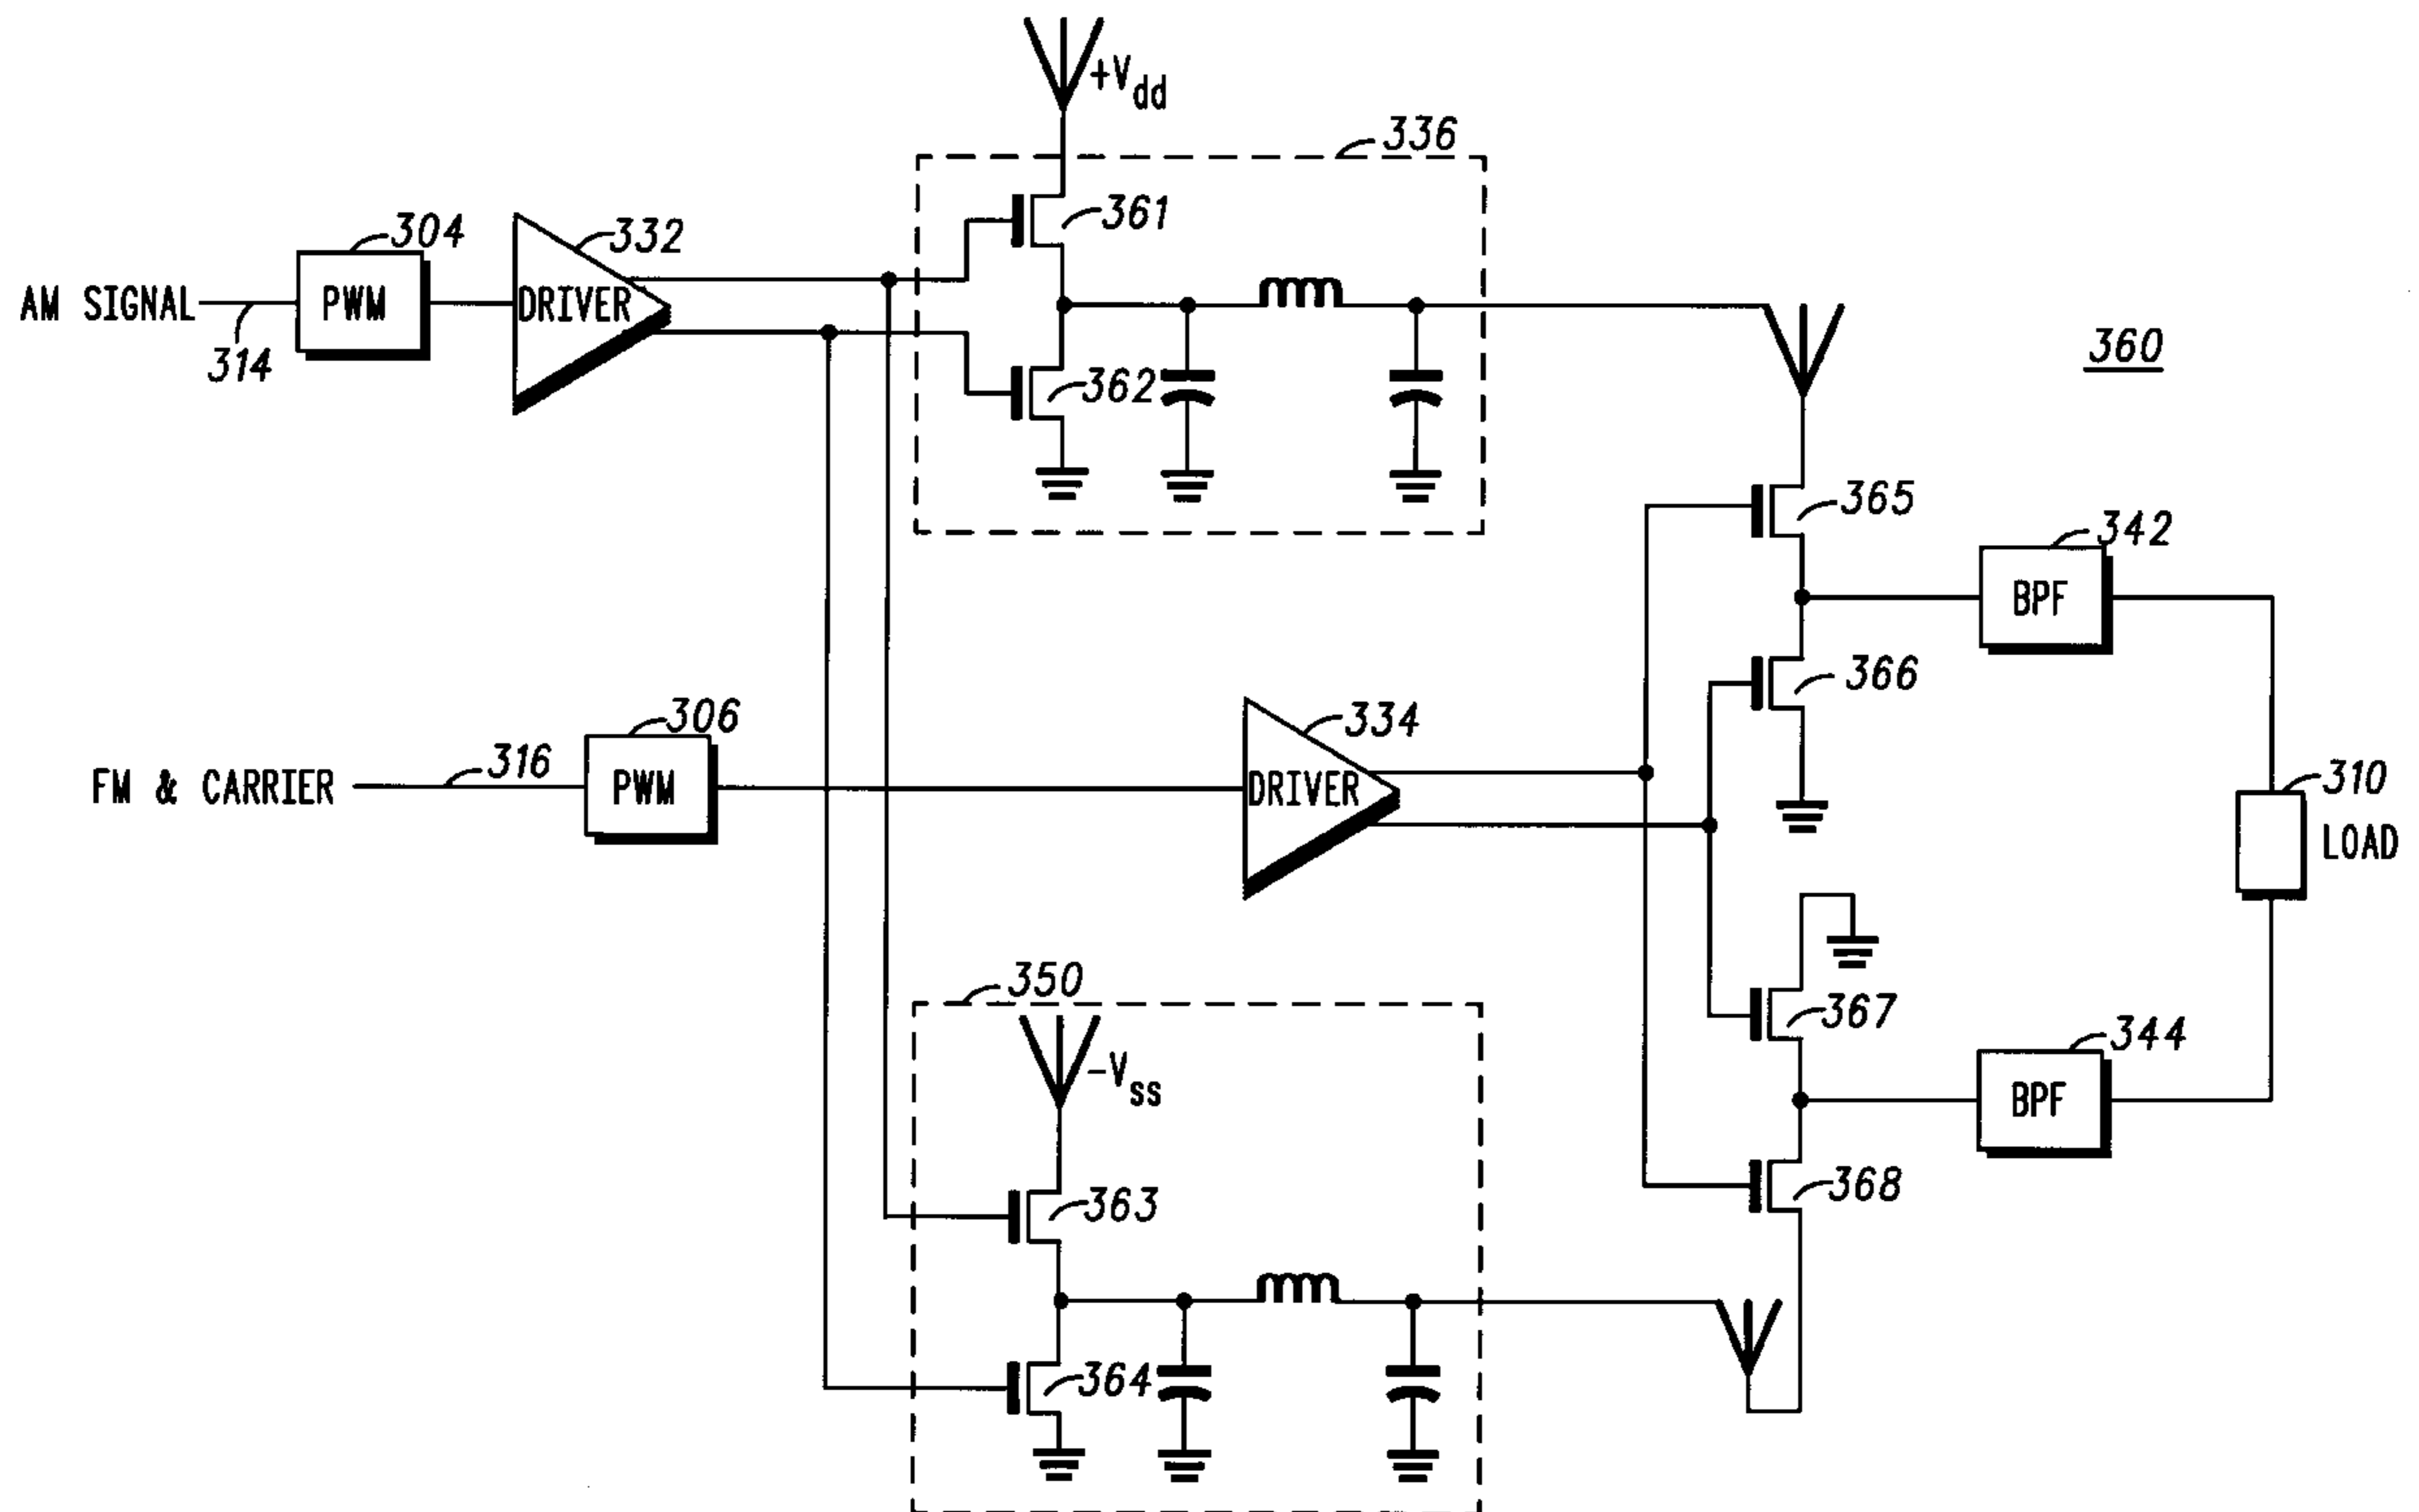 +Vdd
336
361
304
332
AM SIGNAL
PWM
DRIVER
314
362
360
365
342
BPF
366
306
334
316
FM & CARRIER
PWM
DRIVER
310
LOAD
350
-Vss
367
344
BPF
363
368
364